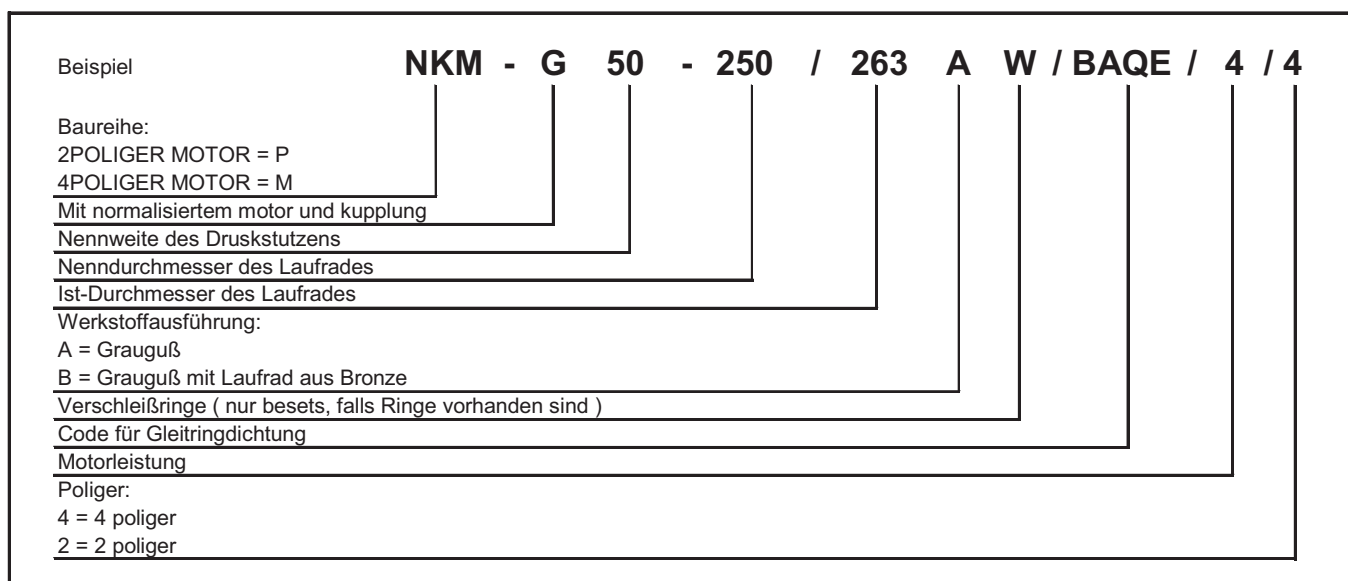 Beispiel NKM - G 50 - 250 / 263 A W / BAQE / 4 / 4
Baureihe:
2POLIGER MOTOR = P
4POLIGER MOTOR = M
Mit normalisiertem motor und kupplung
Nennweite des Druskstutzens
Nenndurchmesser des Laufrades
Ist-Durchmesser des Laufrades
Werkstoffausführung:
A = Grauguß
B = Grauguß mit Laufrad aus Bronze
Verschleißringe ( nur besets, falls Ringe vorhanden sind )
Code für Gleitringdichtung
Motorleistung
Poliger:
4 = 4 poliger
2 = 2 poliger